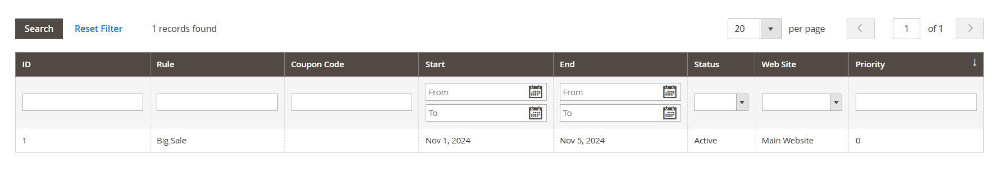 Search Reset Filter 1 records found 20 per page 1 of 1
ID Rule Coupon Code Start End Status Web Site Priority ↓
From From
To To
1 Big Sale Nov 1, 2024 Nov 5, 2024 Active Main Website 0